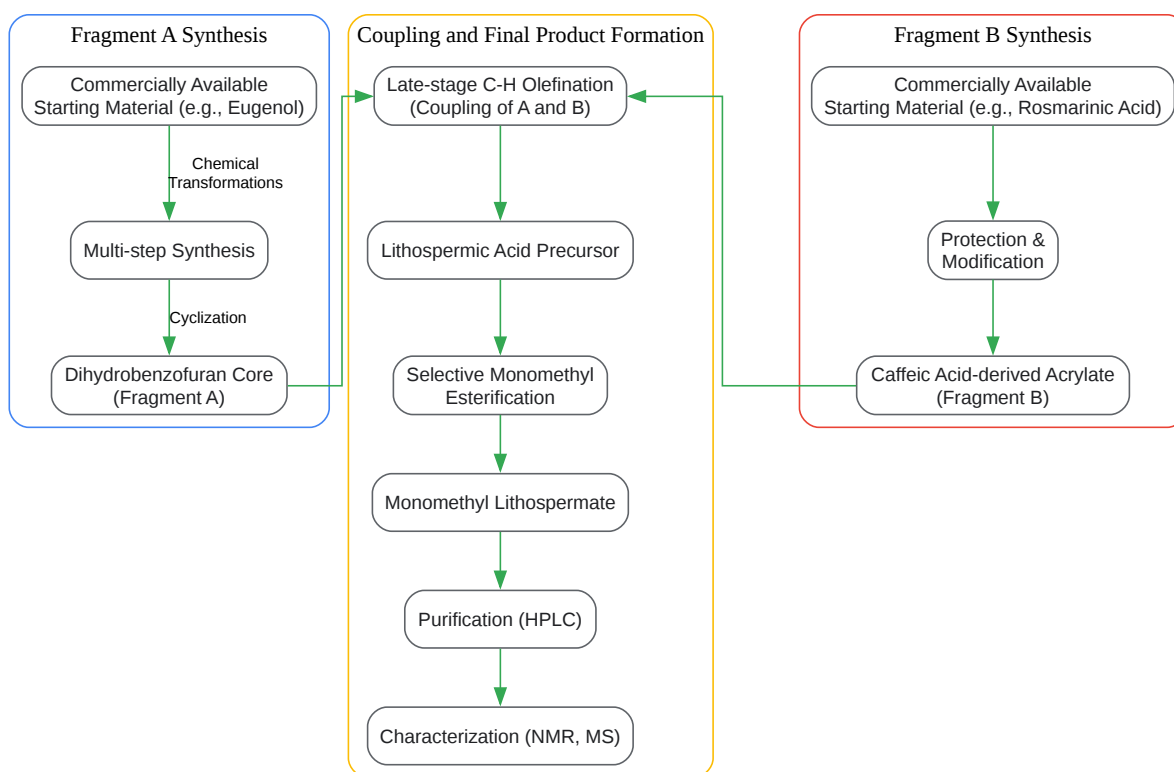 Fragment A Synthesis
Commercially Available
Starting Material (e.g., Eugenol)
Chemical
Transformations
Multi-step Synthesis
Cyclization
Dihydrobenzofuran Core
(Fragment A)
Coupling and Final Product Formation
Late-stage C-H Olefination
(Coupling of A and B)
Lithospermic Acid Precursor
Selective Monomethyl
Esterification
Monomethyl Lithospermate
Purification (HPLC)
Characterization (NMR, MS)
Fragment B Synthesis
Commercially Available
Starting Material (e.g., Rosmarinic Acid)
Protection &
Modification
Caffeic Acid-derived Acrylate
(Fragment B)